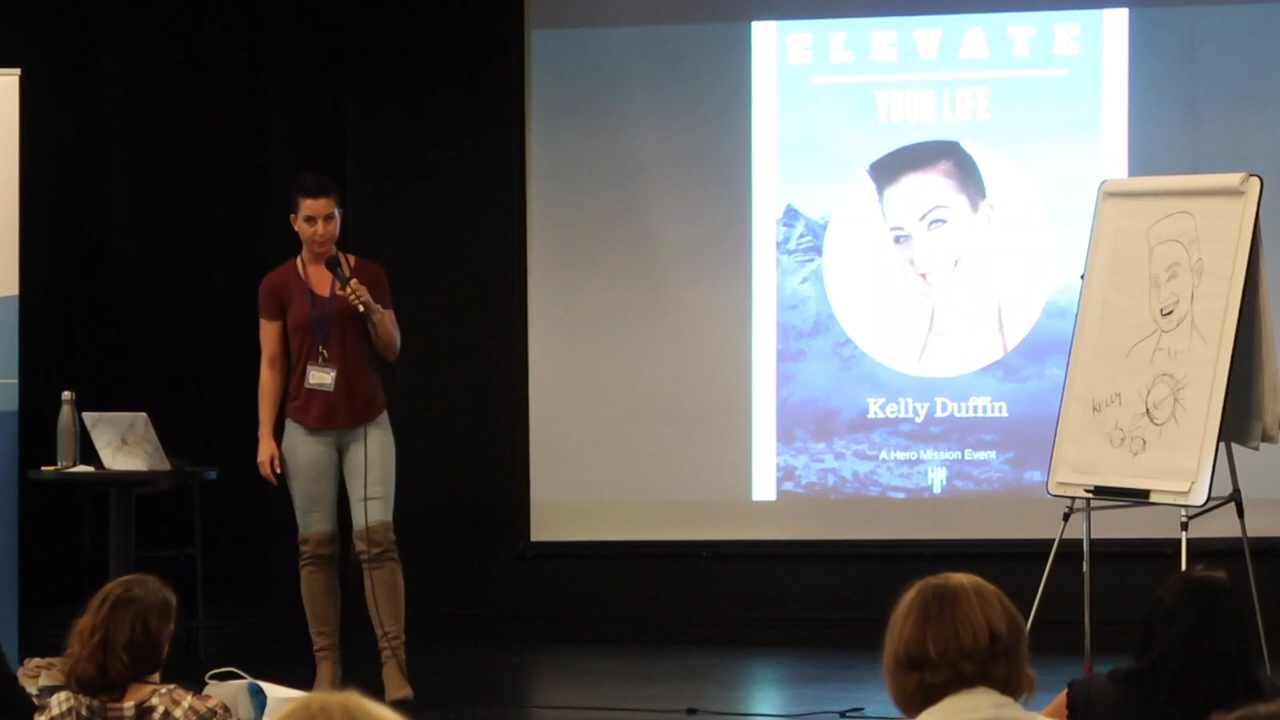 ELEVATE
YOUR LIFE
Kelly Duffin
A Hero Mission Event
KELLY